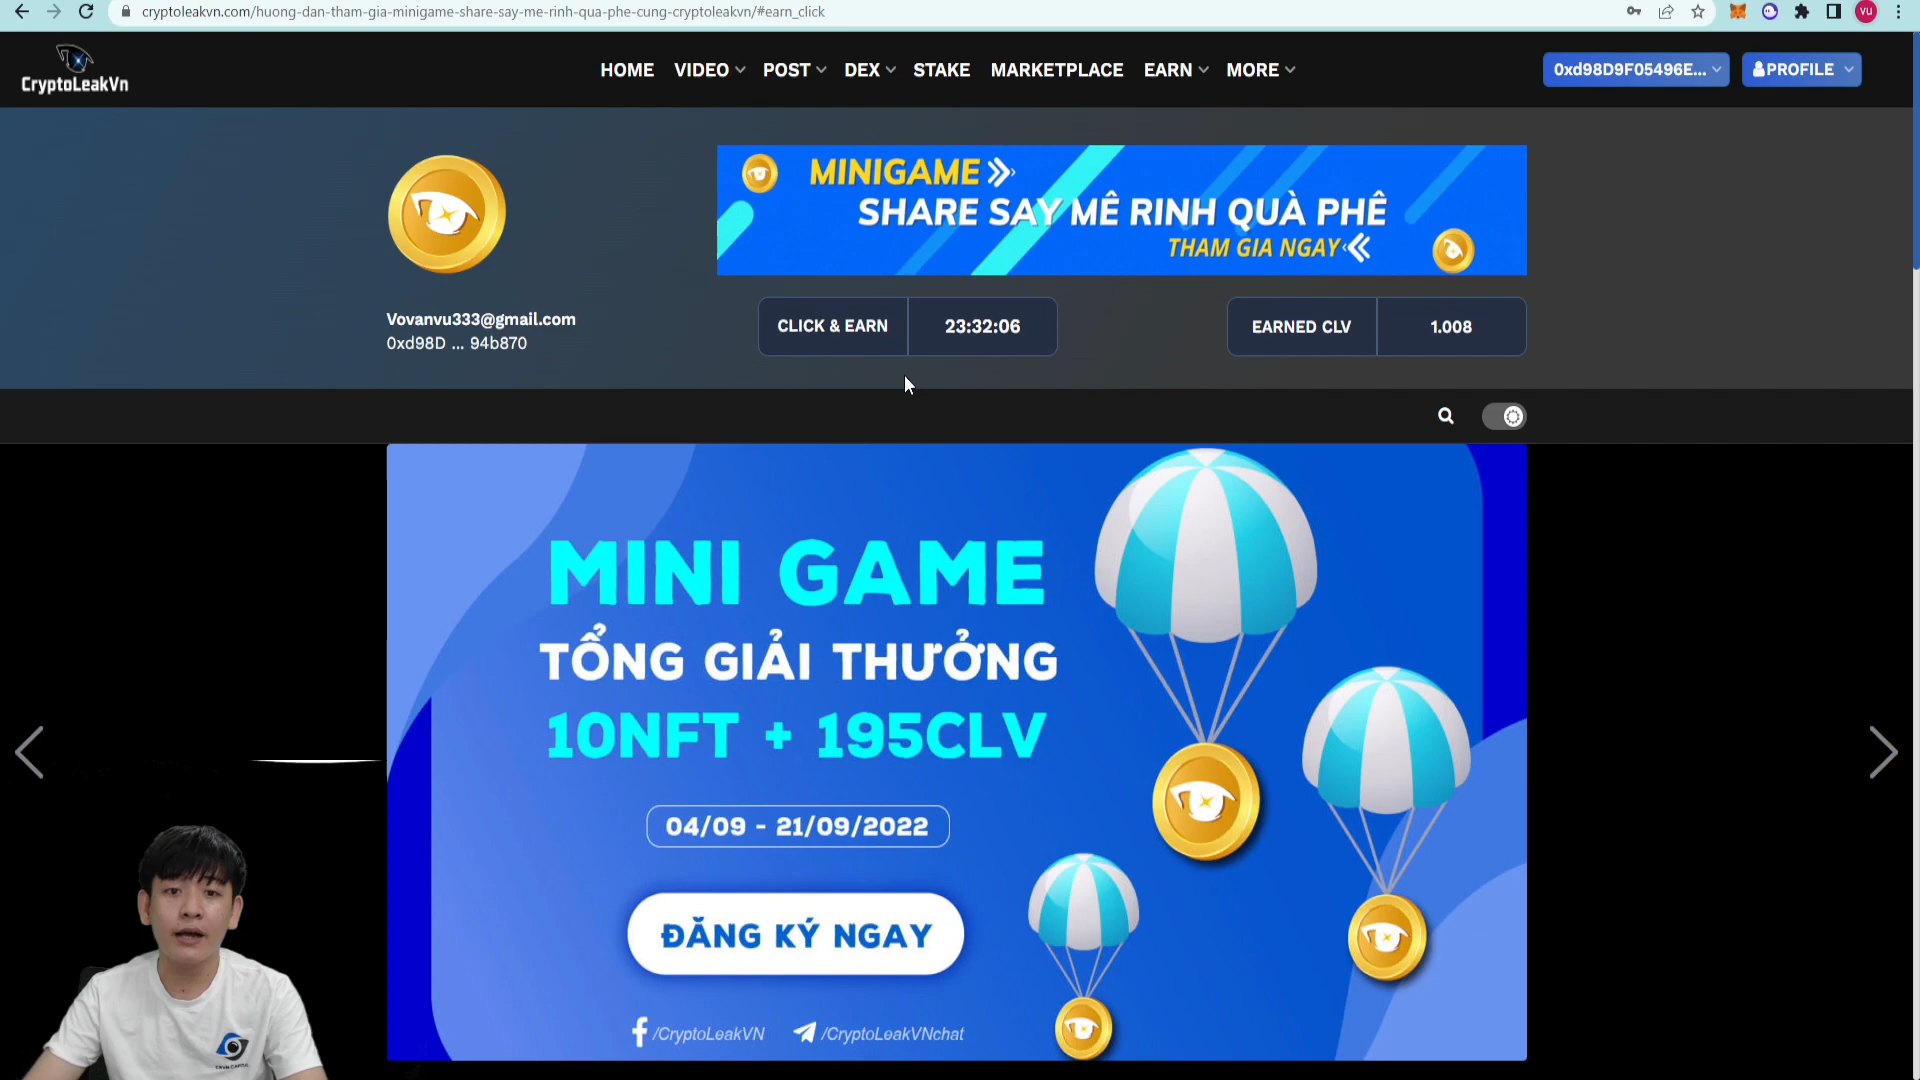 cryptoleakvn.com/huong-dan-tham-gia-minigame-share-say-me-rinh-qua-phe-cung-cryptoleakvn/#earn_click
VU
CryptoLeakVn
HOME VIDEO POST DEX STAKE MARKETPLACE EARN MORE
0xd98D9F05496E... PROFILE
MINIGAME
SHARE SAY MÊ RINH QUÀ PHÊ
THAM GIA NGAY
Vovanvu333@gmail.com
0xd98D ... 94b870
CLICK & EARN 23:32:06
EARNED CLV 1.008
MINI GAME
TỔNG GIẢI THƯỞNG
10NFT + 195CLV
04/09 - 21/09/2022
ĐĂNG KÝ NGAY
/CryptoLeakVN /CryptoLeakVNchat